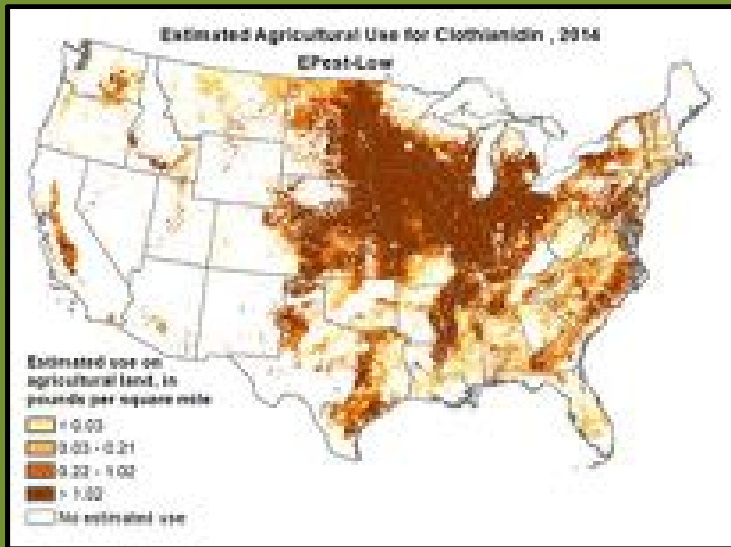 Estimated Agricultural Use for Clothianidin , 2014
EPest-Low
Estimated use on
agricultural land, in
pounds per square mile
< 0.03
0.03 - 0.21
0.22 - 1.02
> 1.02
No estimated use